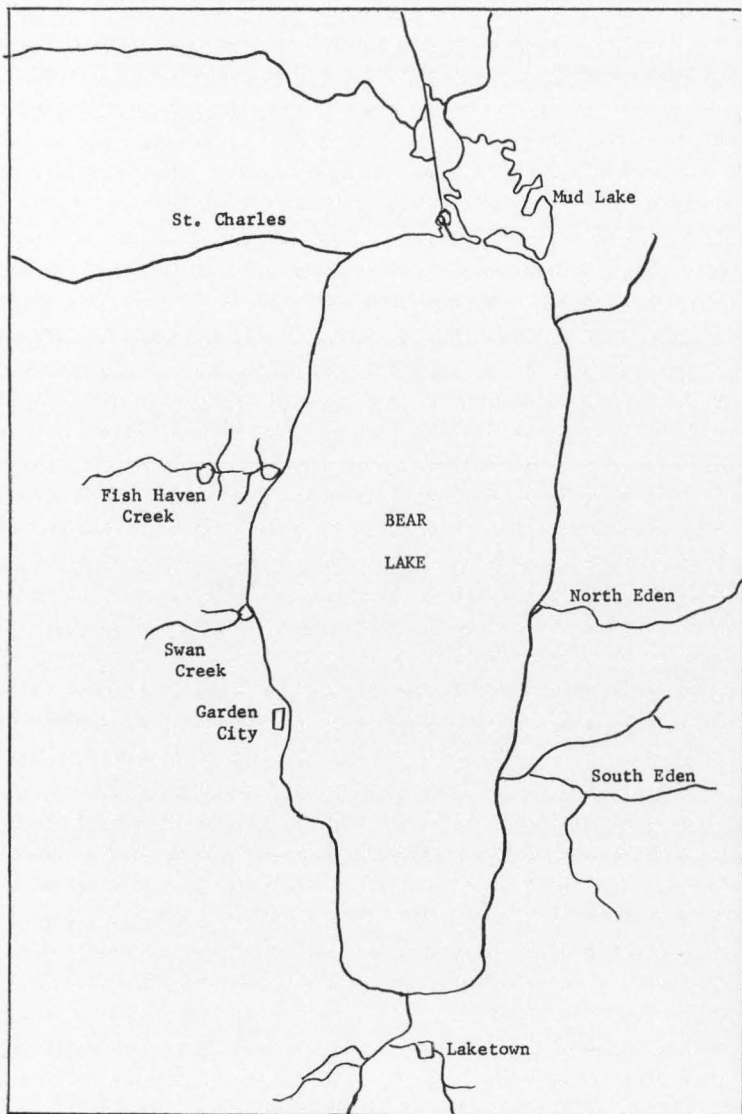 Mud Lake
St. Charles
Fish Haven
Creek
BEAR
LAKE
North Eden
Swan
Creek
Garden
City
South Eden
Laketown